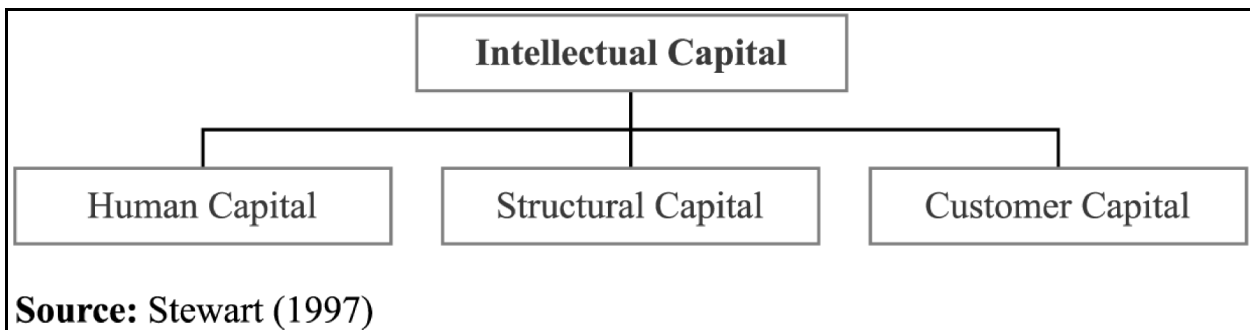 Intellectual Capital
Human Capital
Structural Capital
Customer Capital
Source: Stewart (1997)